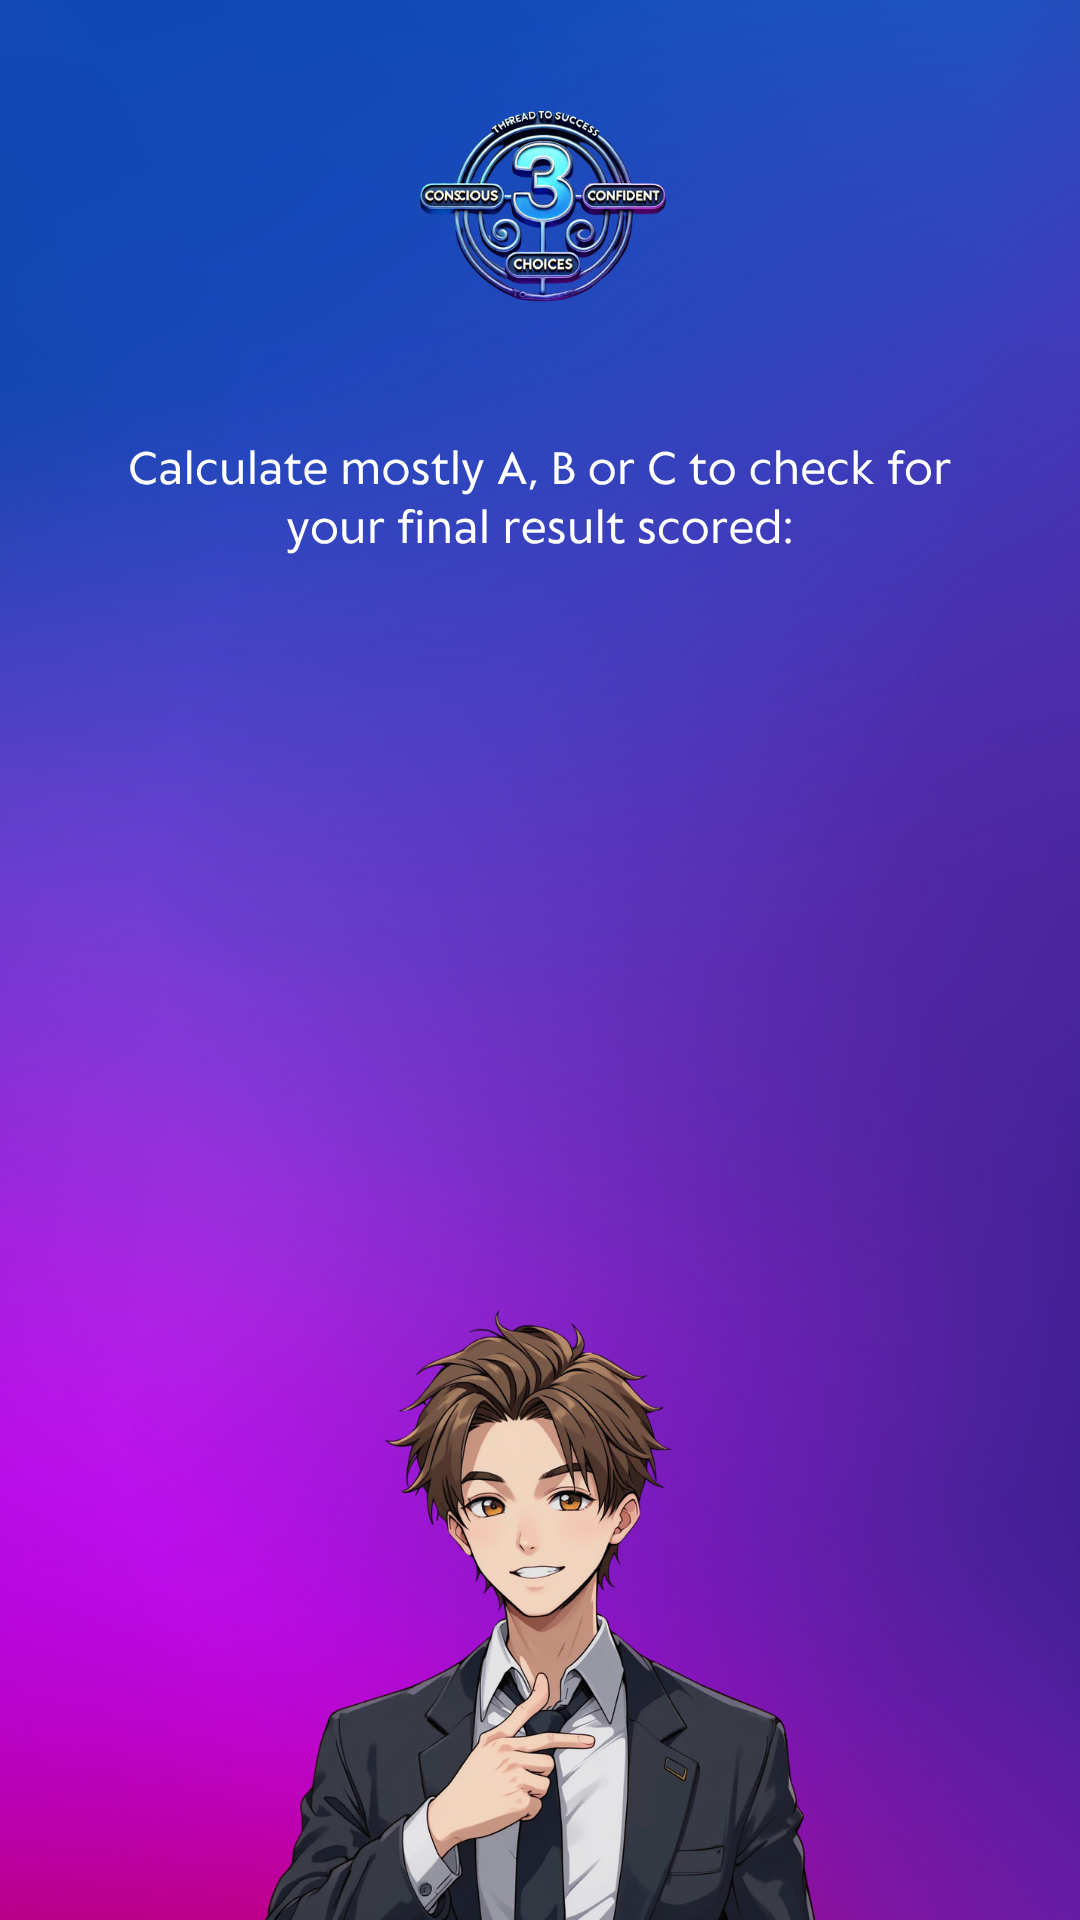 THREAD TO SUCCESS
3
CONSCIOUS
CONFIDENT
CHOICES
Calculate mostly A, B or C to check for
your final result scored: